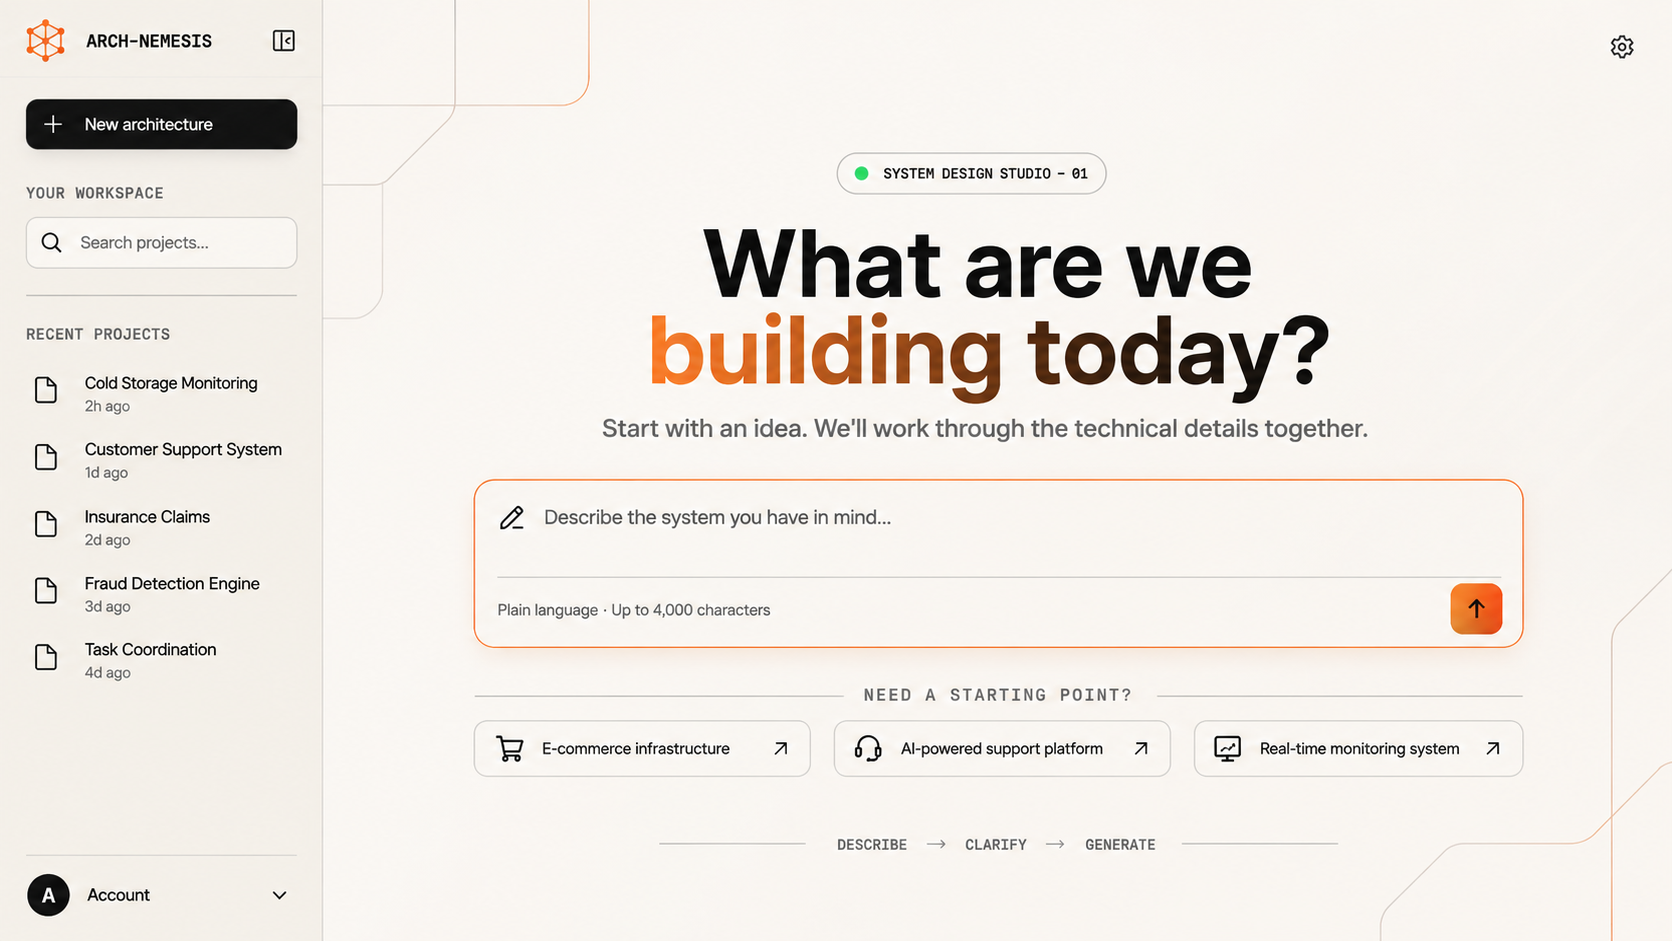 ARCH-NEMESIS
New architecture
YOUR WORKSPACE
Search projects...
RECENT PROJECTS
Cold Storage Monitoring
2h ago
Customer Support System
1d ago
Insurance Claims
2d ago
Fraud Detection Engine
3d ago
Task Coordination
4d ago
A Account
SYSTEM DESIGN STUDIO – 01
What are we
building today?
Start with an idea. We'll work through the technical details together.
Describe the system you have in mind...
Plain language · Up to 4,000 characters
NEED A STARTING POINT?
E-commerce infrastructure
AI-powered support platform
Real-time monitoring system
DESCRIBE → CLARIFY → GENERATE